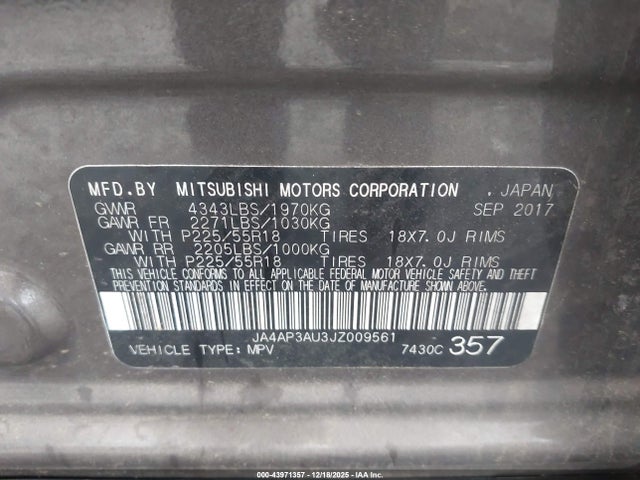 MFD.BY MITSUBISHI MOTORS CORPORATION . JAPAN
GVWR 4343LBS/1970KG SEP 2017
GAWR FR 2271LBS/1030KG
WITH P225/55R18 TIRES 18X7.0J RIMS
GAWR RR 2205LBS/1000KG
WITH P225/55R18 TIRES 18X7.0J RIMS
THIS VEHICLE CONFORMS TO ALL APPLICABLE FEDERAL MOTOR VEHICLE SAFETY AND THEFT
PREVENTION STANDARDS IN EFFECT ON THE DATE OF MANUFACTURE SHOWN ABOVE.
JA4AP3AU3JZ009561
VEHICLE TYPE: MPV 7430C 357
© 43971357 - 12/18/2025 - IAA Inc.